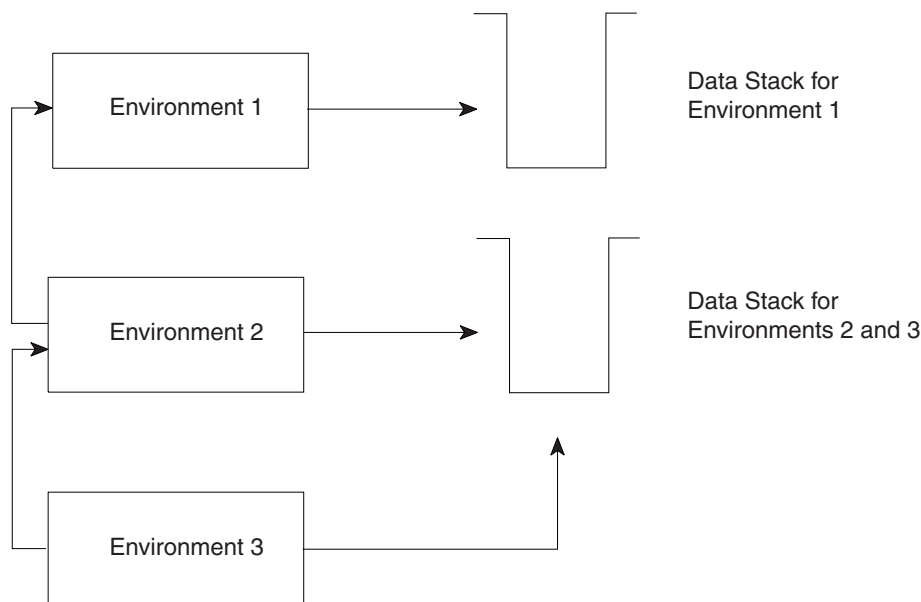 Environment 1
Data Stack for
Environment 1
Environment 2
Data Stack for
Environments 2 and 3
Environment 3